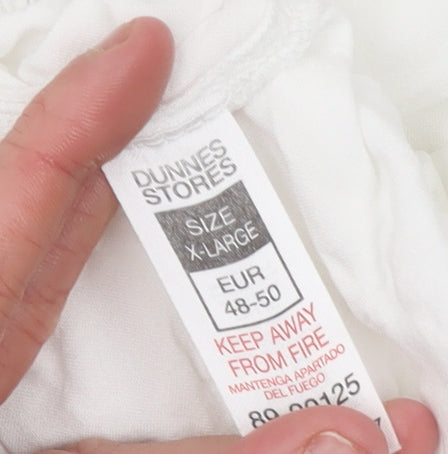 DUNNES
STORES
SIZE
X-LARGE
EUR
48-50
KEEP AWAY
FROM FIRE
MANTENGA APARTADO
DEL FUEGO